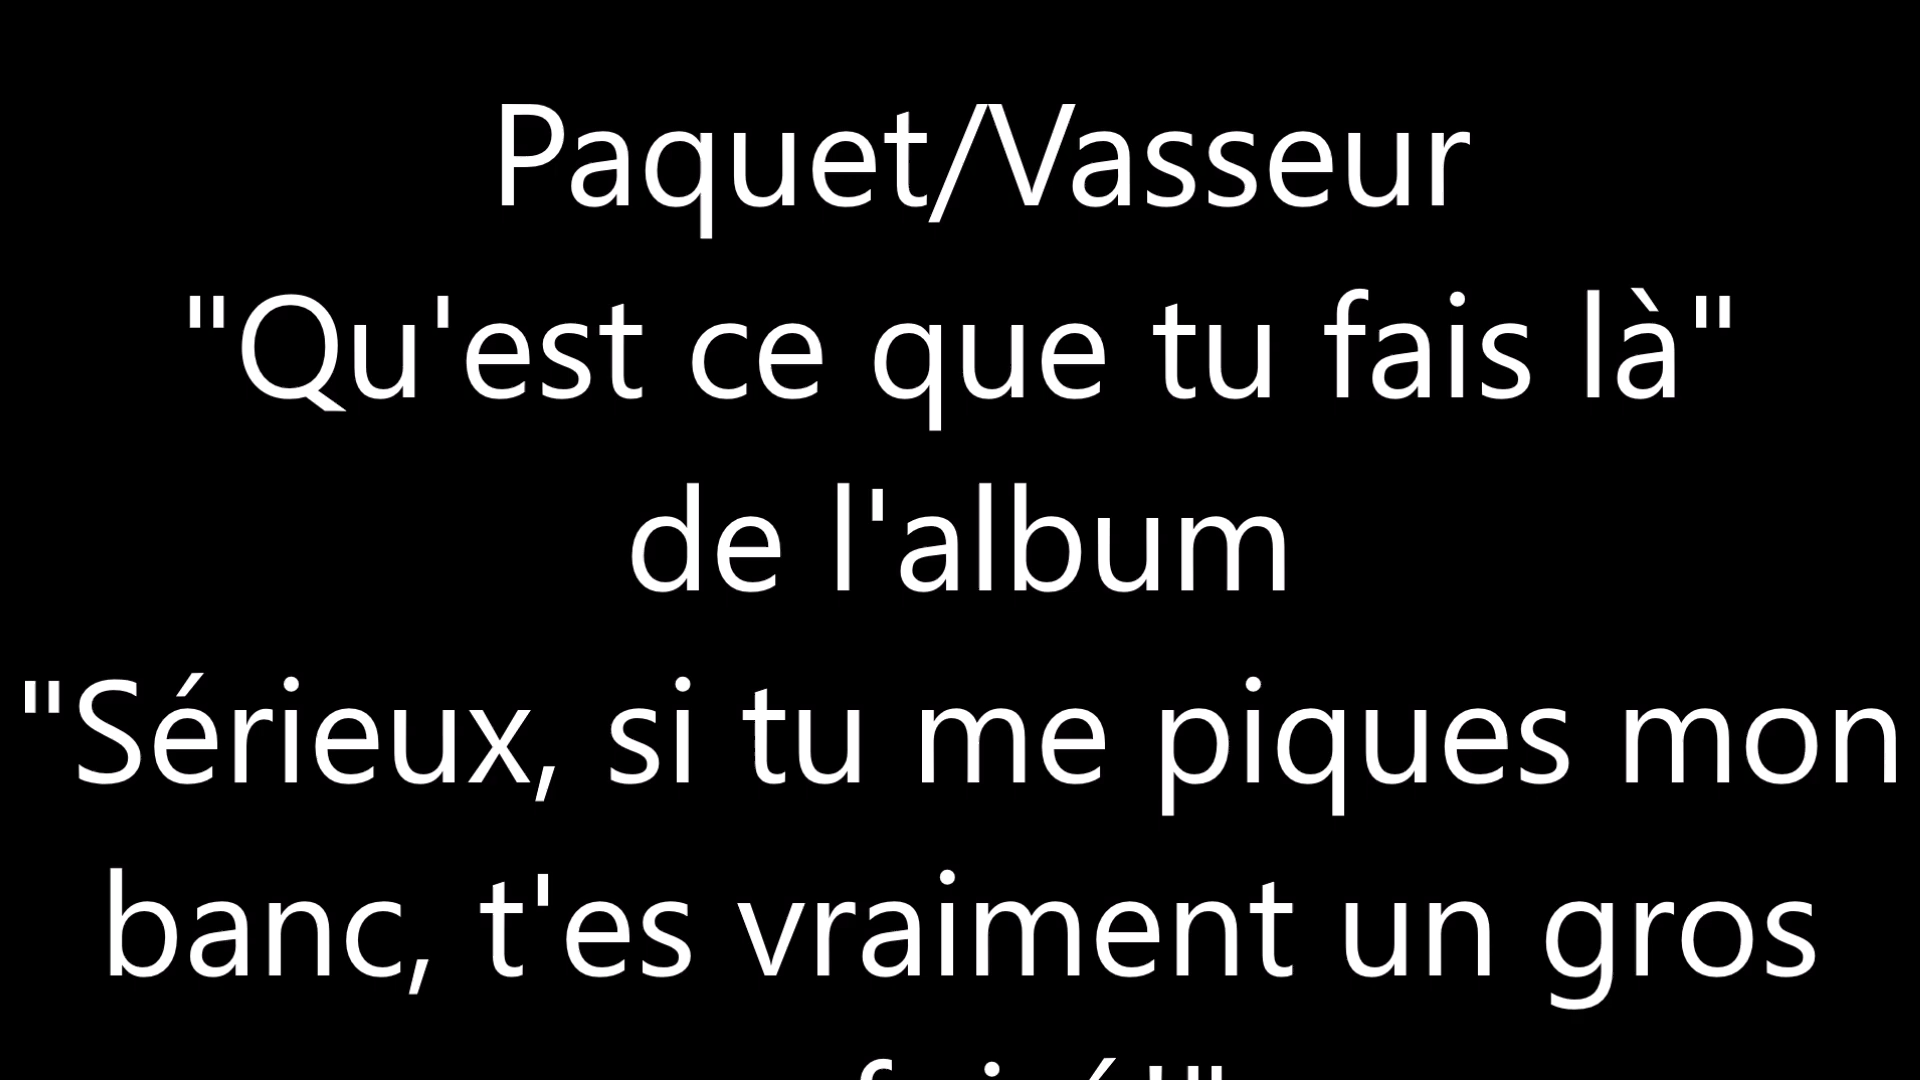 Paquet/Vasseur
"Qu'est ce que tu fais là"
de l'album
"Sérieux, si tu me piques mon
banc, t'es vraiment un gros